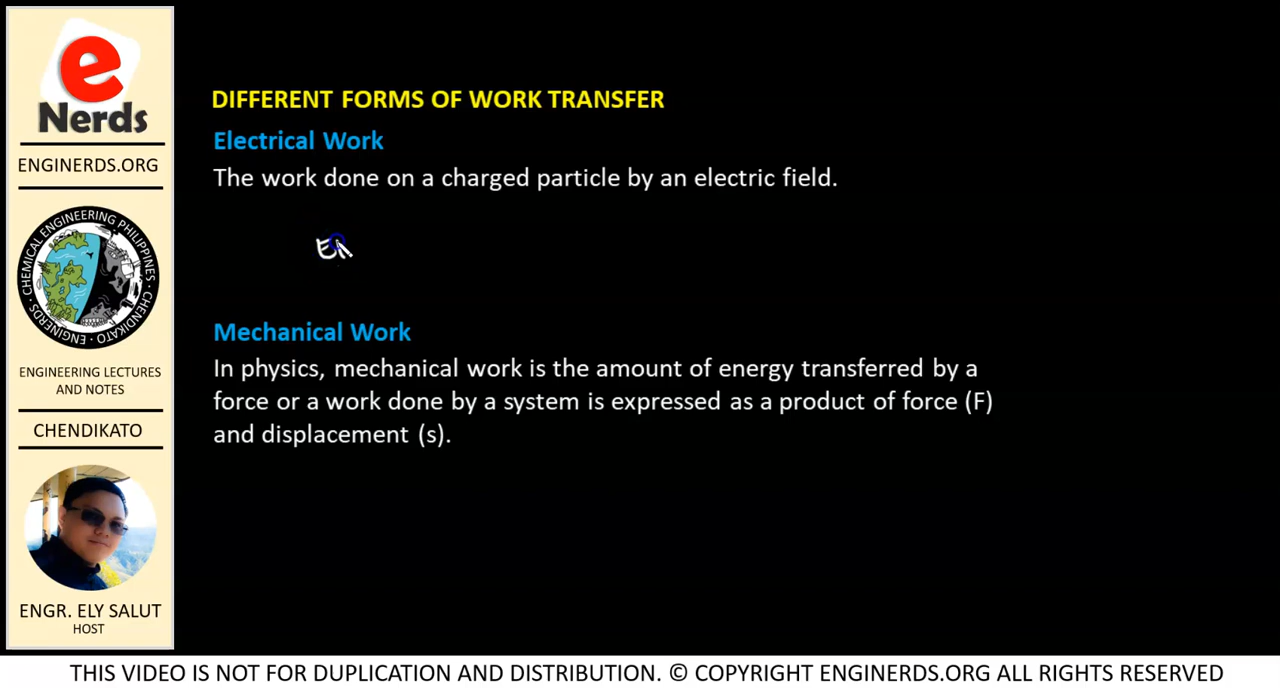 e
Nerds
ENGINERDS.ORG
CHEMICAL ENGINEERING PHILIPPINES
CHENDIKATO · ENGINERDS
ENGINEERING LECTURES
AND NOTES
CHENDIKATO
ENGR. ELY SALUT
HOST
DIFFERENT FORMS OF WORK TRANSFER
Electrical Work
The work done on a charged particle by an electric field.
Mechanical Work
In physics, mechanical work is the amount of energy transferred by a
force or a work done by a system is expressed as a product of force (F)
and displacement (s).
THIS VIDEO IS NOT FOR DUPLICATION AND DISTRIBUTION. © COPYRIGHT ENGINERDS.ORG ALL RIGHTS RESERVED